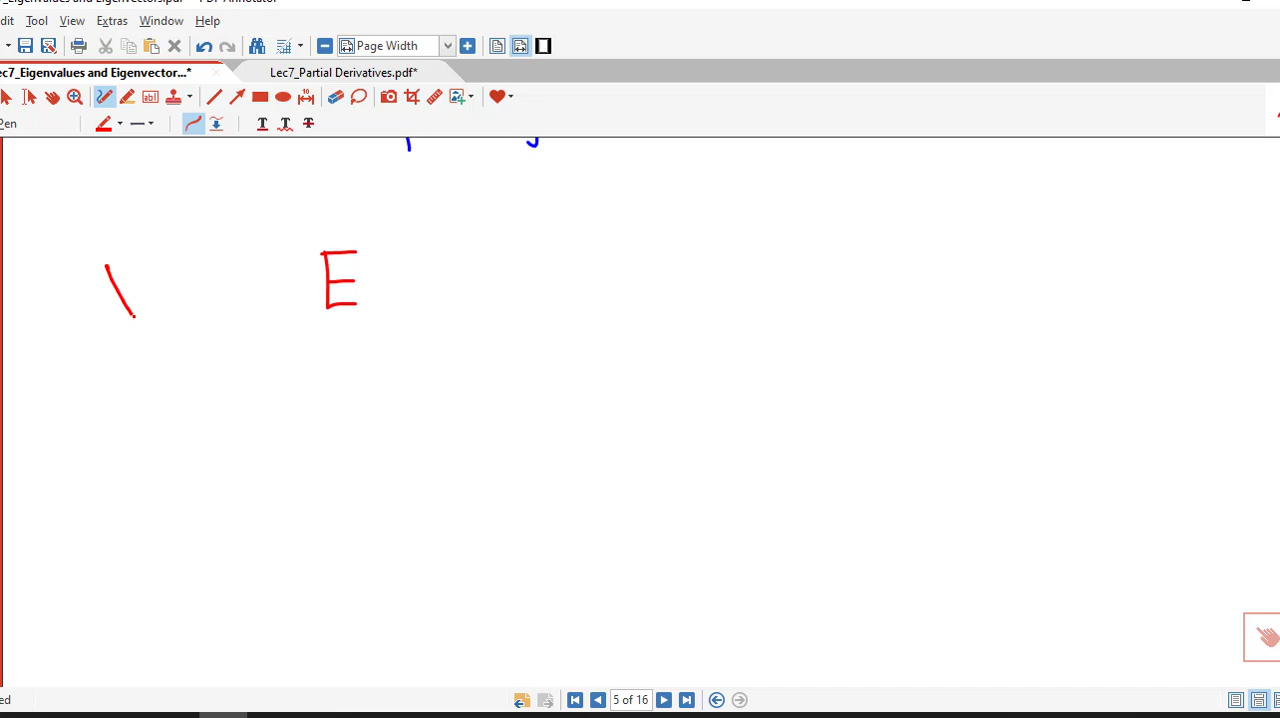 Edit Tool View Extras Window Help
Page Width
Lec7_Eigenvalues and Eigenvector...* Lec7_Partial Derivatives.pdf*
Pen
T T T
E
5 of 16